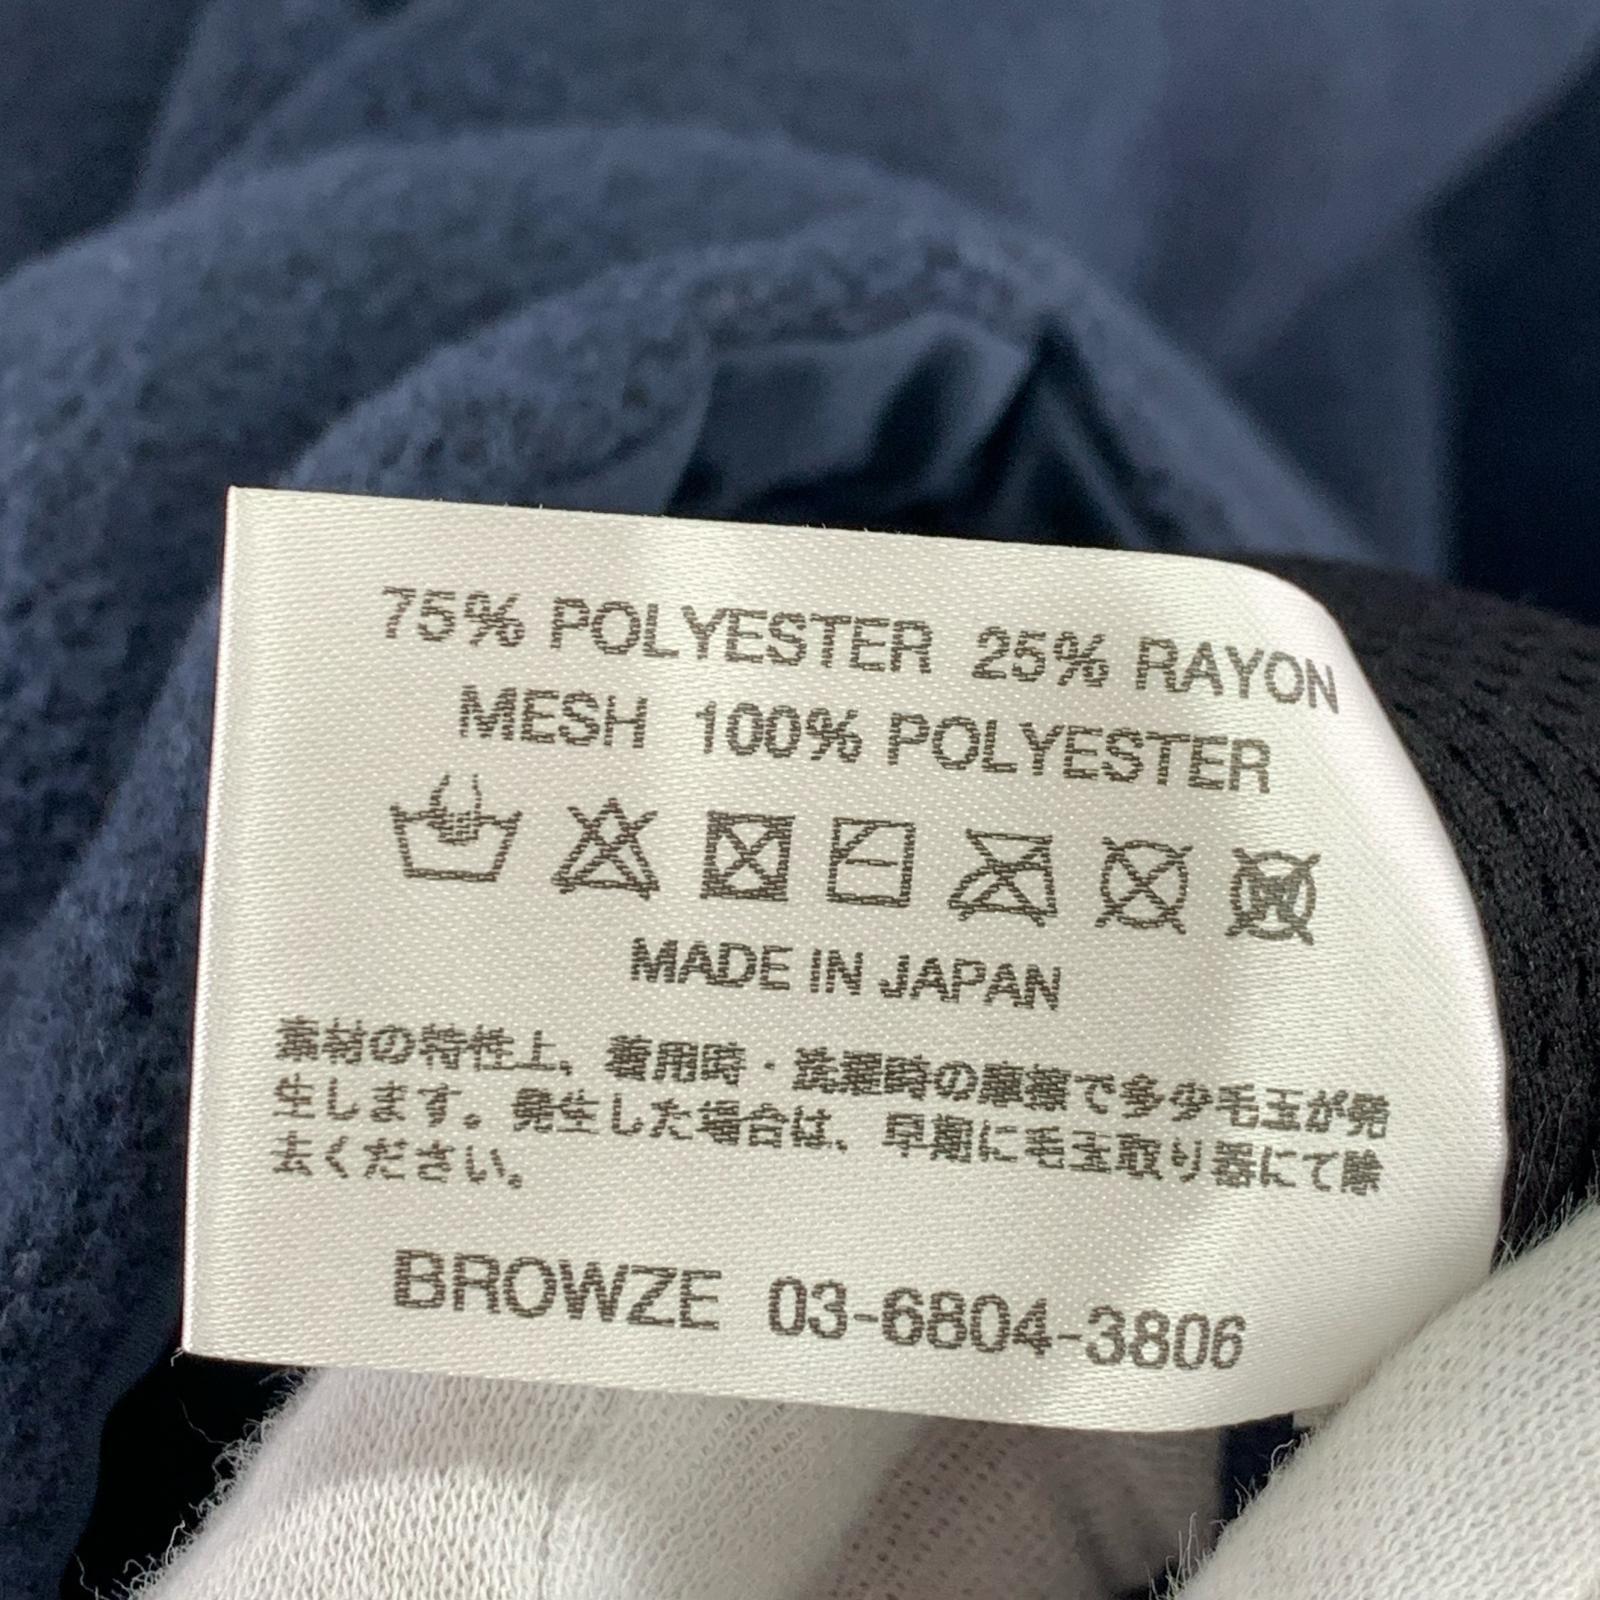 75% POLYESTER 25% RAYON
MESH 100% POLYESTER
MADE IN JAPAN
素材の特性上、着用時・洗濯時の摩擦で多少毛玉が発
生します。発生した場合は、早期に毛玉取り器にて除
去ください。
BROWZE 03-6804-3806